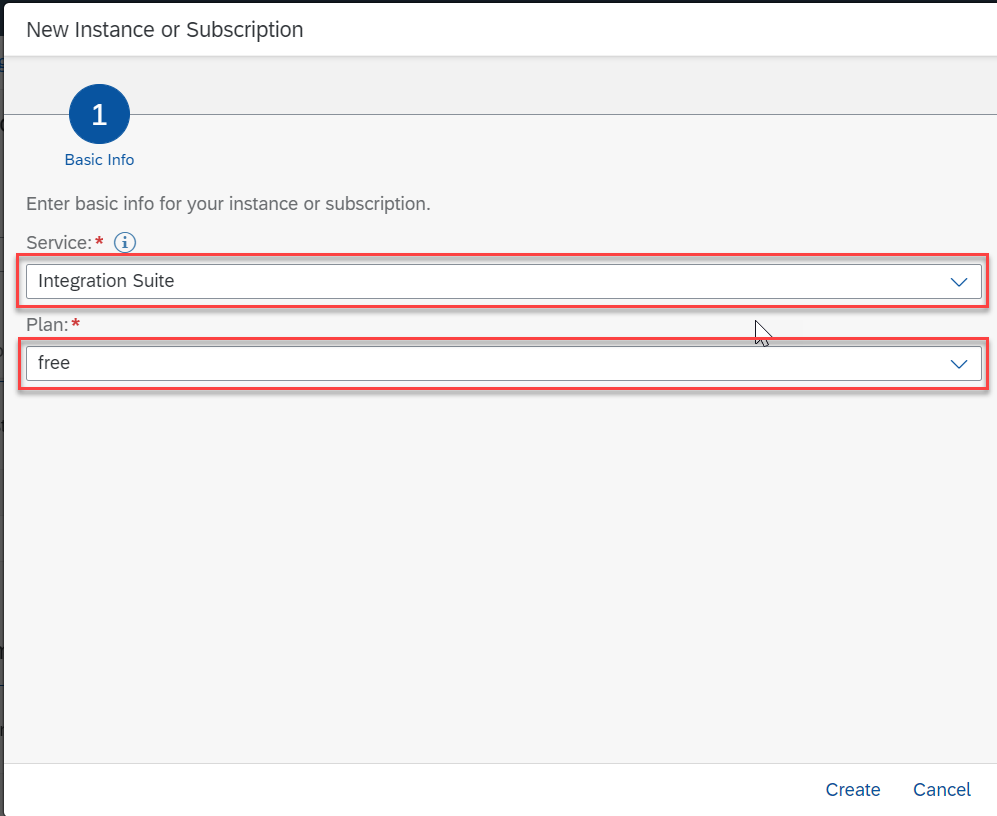 New Instance or Subscription
1
Basic Info
Enter basic info for your instance or subscription.
Service:*
Integration Suite
Plan:*
free
Create Cancel